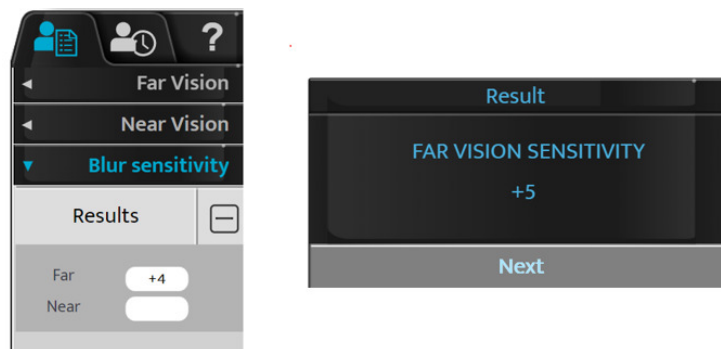 ?
Far Vision
Near Vision
Blur sensitivity
Results
Far +4
Near
Result
FAR VISION SENSITIVITY
+5
Next